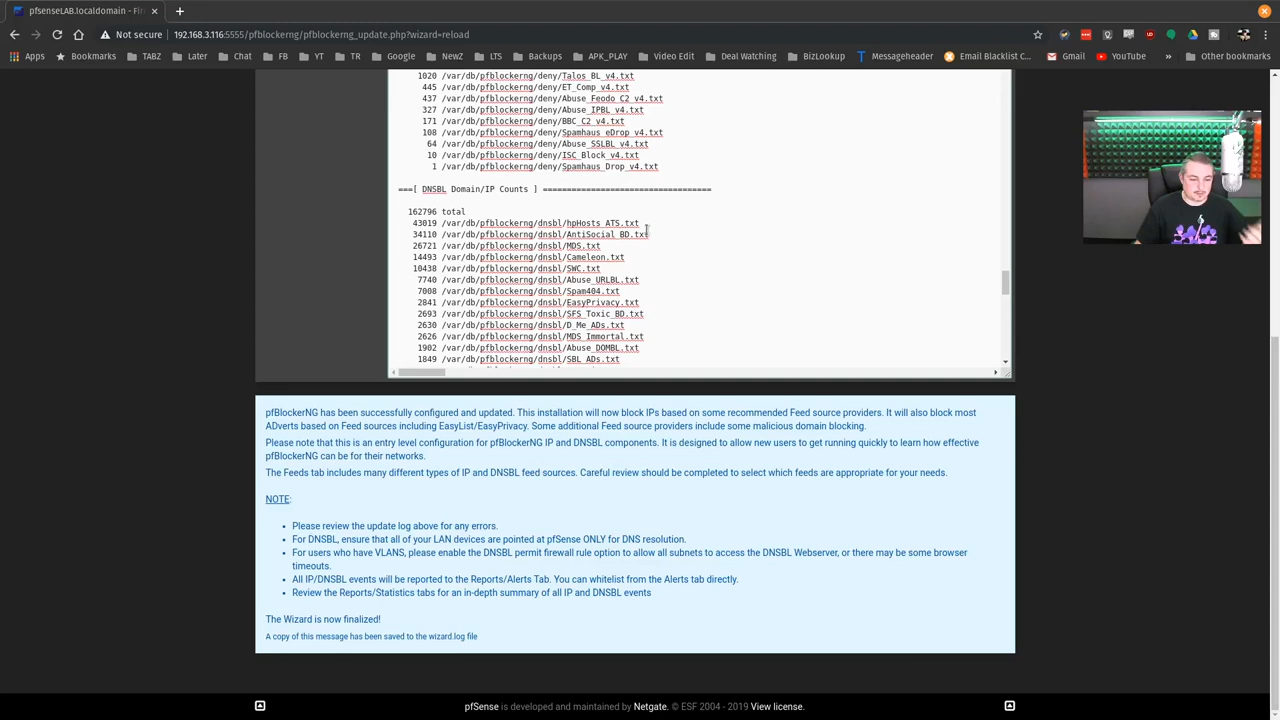 pfsenseLAB.localdomain - Fir
Not secure 192.168.3.116:5555/pfblockerng/pfblockerng_update.php?wizard=reload
Apps Bookmarks TABZ Larry Chat FB YT YT Creator TR Google NEW LTS Backups APK_PLAY Video Edit Deal Watching BizLookup Messageheader Email Blacklist C... Gmail YouTube » Other bookmarks
1020 /var/db/pfblockerng/deny/Talos_BL_v4.txt
445 /var/db/pfblockerng/deny/ET_Comp_v4.txt
437 /var/db/pfblockerng/deny/Abuse_Feodo_C2_v4.txt
327 /var/db/pfblockerng/deny/Abuse_IPBL_v4.txt
171 /var/db/pfblockerng/deny/BBC_C2_v4.txt
108 /var/db/pfblockerng/deny/Spamhaus_eDrop_v4.txt
64 /var/db/pfblockerng/deny/Abuse_SSLBL_v4.txt
10 /var/db/pfblockerng/deny/ISC_Block_v4.txt
1 /var/db/pfblockerng/deny/Spamhaus_Drop_v4.txt
===[ DNSBL Domain/IP Counts ] ===================================
162796 total
43019 /var/db/pfblockerng/dnsbl/hpHosts_ATS.txt
34110 /var/db/pfblockerng/dnsbl/AntiSocial_BD.txt
26721 /var/db/pfblockerng/dnsbl/MDS.txt
14493 /var/db/pfblockerng/dnsbl/Cameleon.txt
10438 /var/db/pfblockerng/dnsbl/SWC.txt
7740 /var/db/pfblockerng/dnsbl/Abuse_URLBL.txt
7008 /var/db/pfblockerng/dnsbl/Spam404.txt
2841 /var/db/pfblockerng/dnsbl/EasyPrivacy.txt
2693 /var/db/pfblockerng/dnsbl/SFS_Toxic_BD.txt
2630 /var/db/pfblockerng/dnsbl/D_Me_ADs.txt
2626 /var/db/pfblockerng/dnsbl/MDS_Immortal.txt
1902 /var/db/pfblockerng/dnsbl/Abuse_DOMBL.txt
1849 /var/db/pfblockerng/dnsbl/SBL_ADs.txt
pfBlockerNG has been successfully configured and updated. This installation will now block IPs based on some recommended Feed source providers. It will also block most
ADverts based on Feed sources including EasyList/EasyPrivacy. Some additional Feed source providers include some malicious domain blocking.
Please note that this is an entry level configuration for pfBlockerNG IP and DNSBL components. It is designed to allow new users to get running quickly to learn how effective
pfBlockerNG can be for their networks.
The Feeds tab includes many different types of IP and DNSBL feed sources. Careful review should be completed to select which feeds are appropriate for your needs.
NOTE:
• Please review the update log above for any errors.
• For DNSBL, ensure that all of your LAN devices are pointed at pfSense ONLY for DNS resolution.
• For users who have VLANS, please enable the DNSBL permit firewall rule option to allow all subnets to access the DNSBL Webserver, or there may be some browser
timeouts.
• All IP/DNSBL events will be reported to the Reports/Alerts Tab. You can whitelist from the Alerts tab directly.
• Review the Reports/Statistics tabs for an in-depth summary of all IP and DNSBL events
The Wizard is now finalized!
A copy of this message has been saved to the wizard.log file
pfSense is developed and maintained by Netgate. © ESF 2004 - 2019 View license.